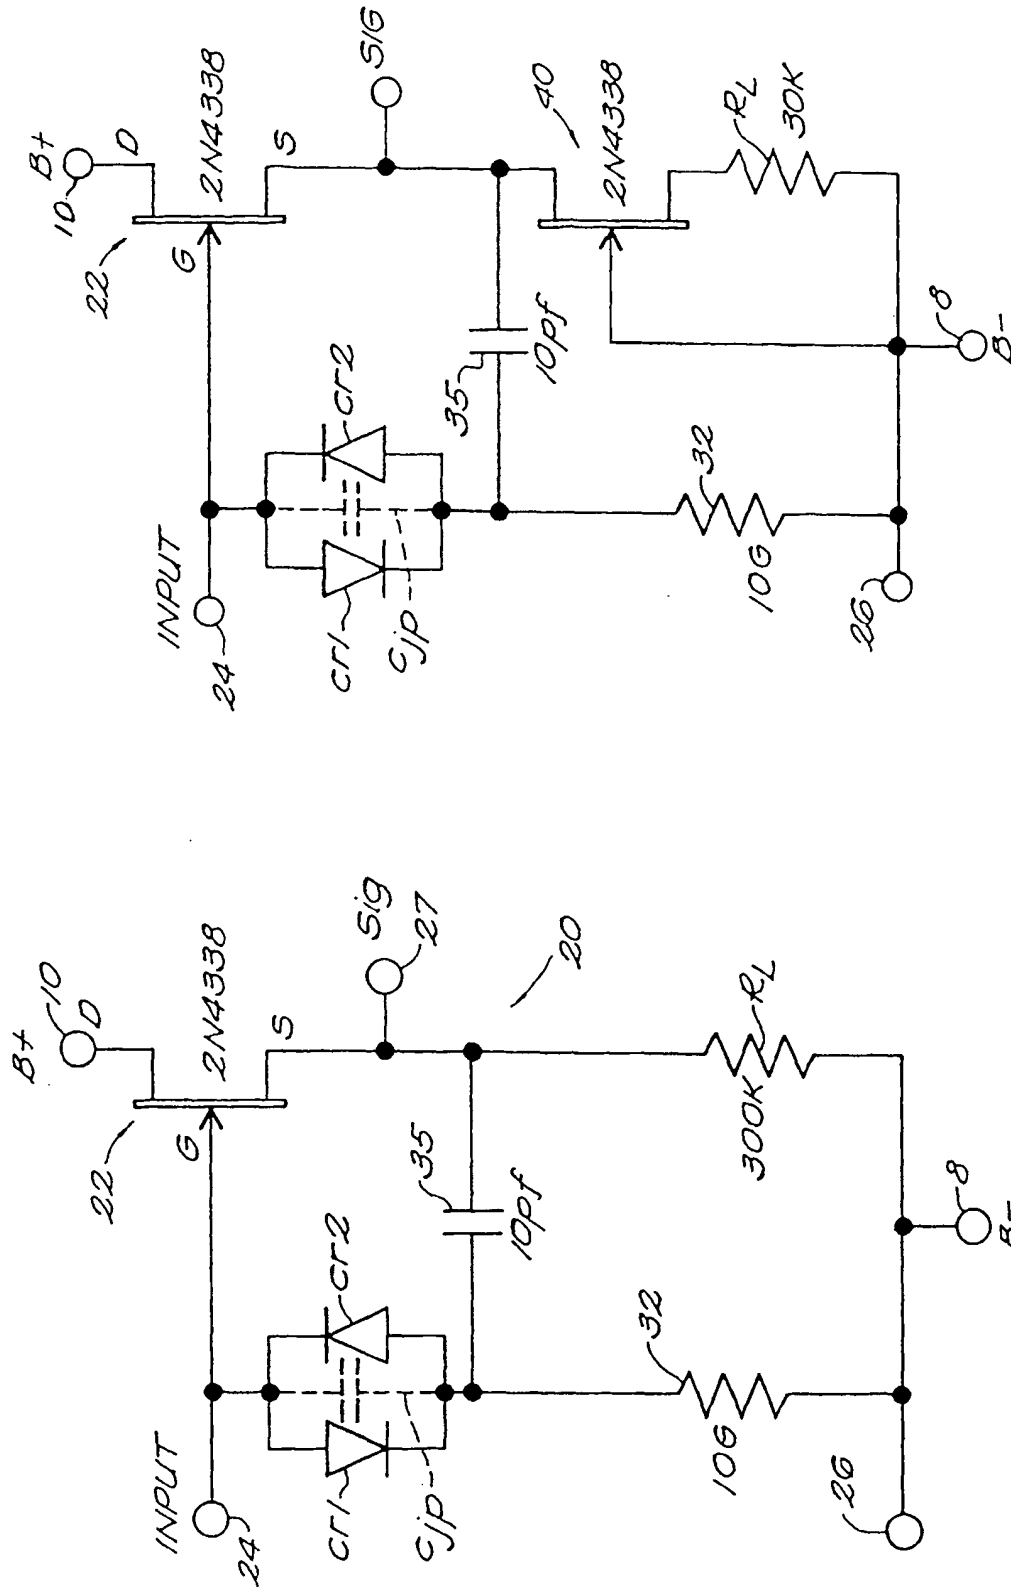 B+
10
D
22
G
2N4338
S
INPUT
24
cr1
cr2
cjp
35
10pf
SIG
40
2N4338
RL
30K
32
10G
26
8
B-
B+
10
D
22
G
2N4338
S
INPUT
24
cr1
cr2
cjp
35
10pf
Sig
27
20
RL
300K
32
10G
26
8
B-